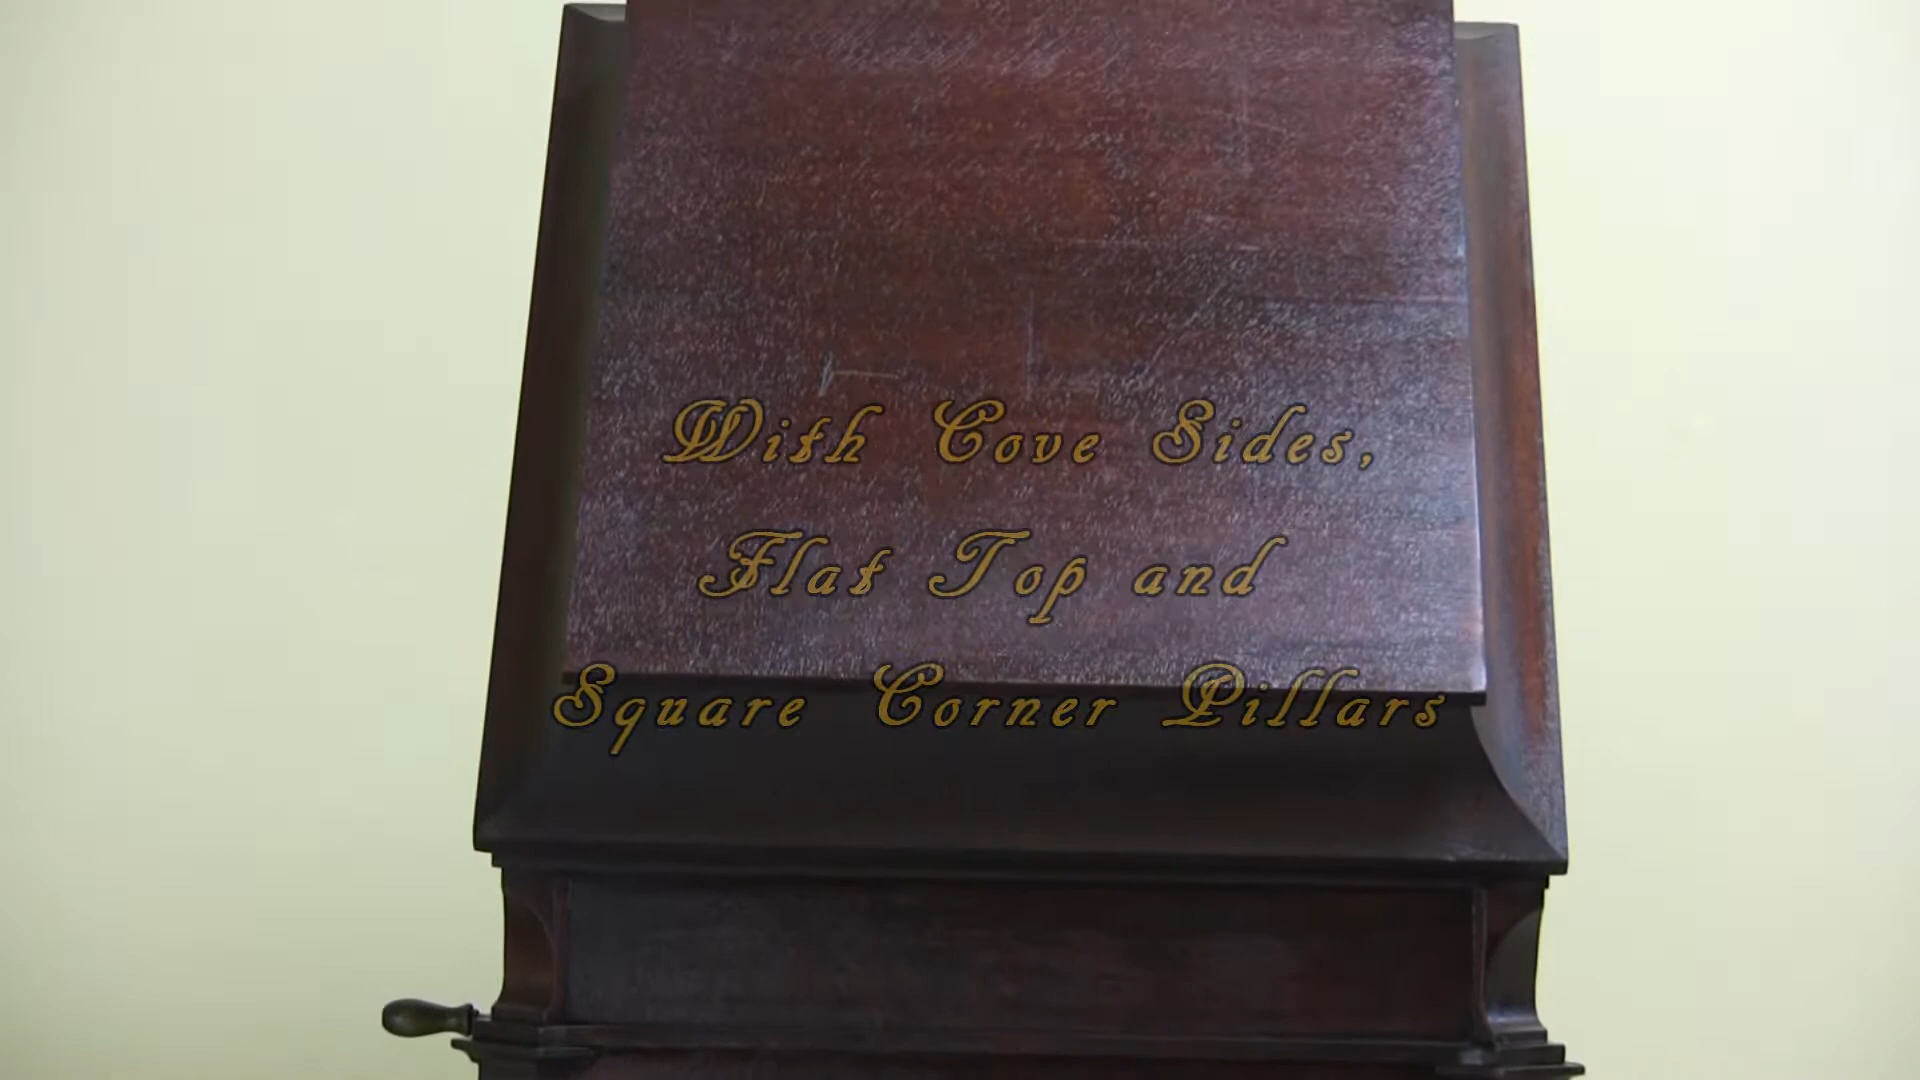 With Cove Sides,
Flat Top and
Square Corner Pillars